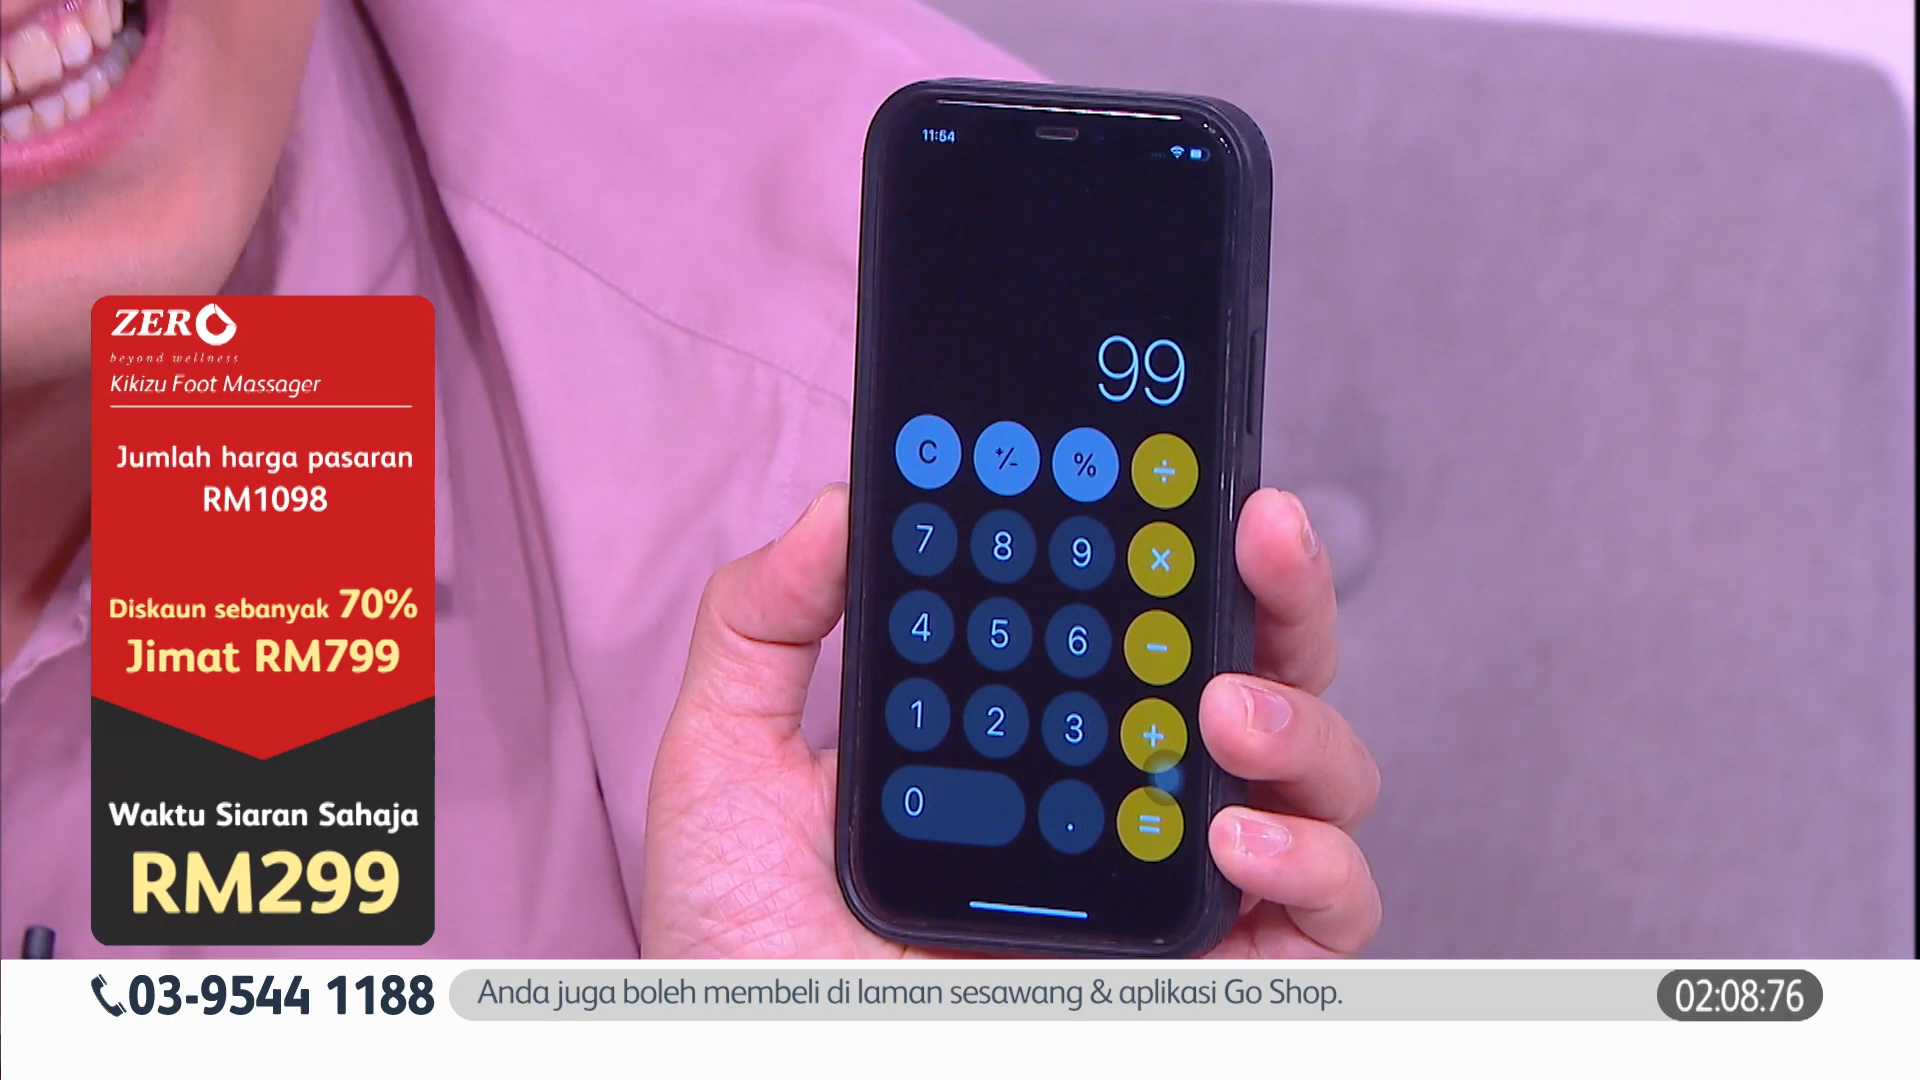 ZERO
beyond wellness
Kikizu Foot Massager
Jumlah harga pasaran
RM1098
Diskaun sebanyak 70%
Jimat RM799
Waktu Siaran Sahaja
RM299
11:54
99
C +/- % ÷
7 8 9 ×
4 5 6 −
1 2 3 +
0 . =
03-9544 1188
Anda juga boleh membeli di laman sesawang & aplikasi Go Shop.
02:08:76